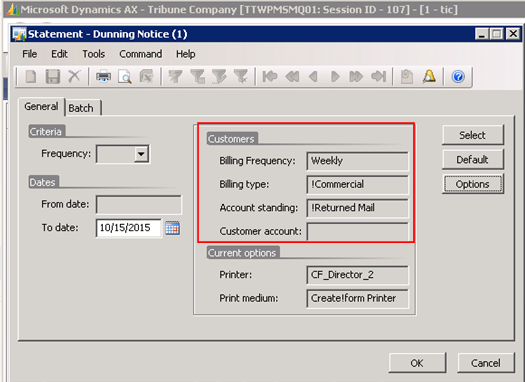 Microsoft Dynamics AX - Tribune Company [TTWPMSMQ01: Session ID - 107] - [1 - tic]
Statement - Dunning Notice (1)
File Edit Tools Command Help
General Batch
Criteria
Frequency:
Dates
From date:
To date: 10/15/2015
Customers
Billing Frequency: Weekly
Billing type: !Commercial
Account standing: !Returned Mail
Customer account:
Current options
Printer: CF_Director_2
Print medium: Create!form Printer
Select
Default
Options
OK Cancel